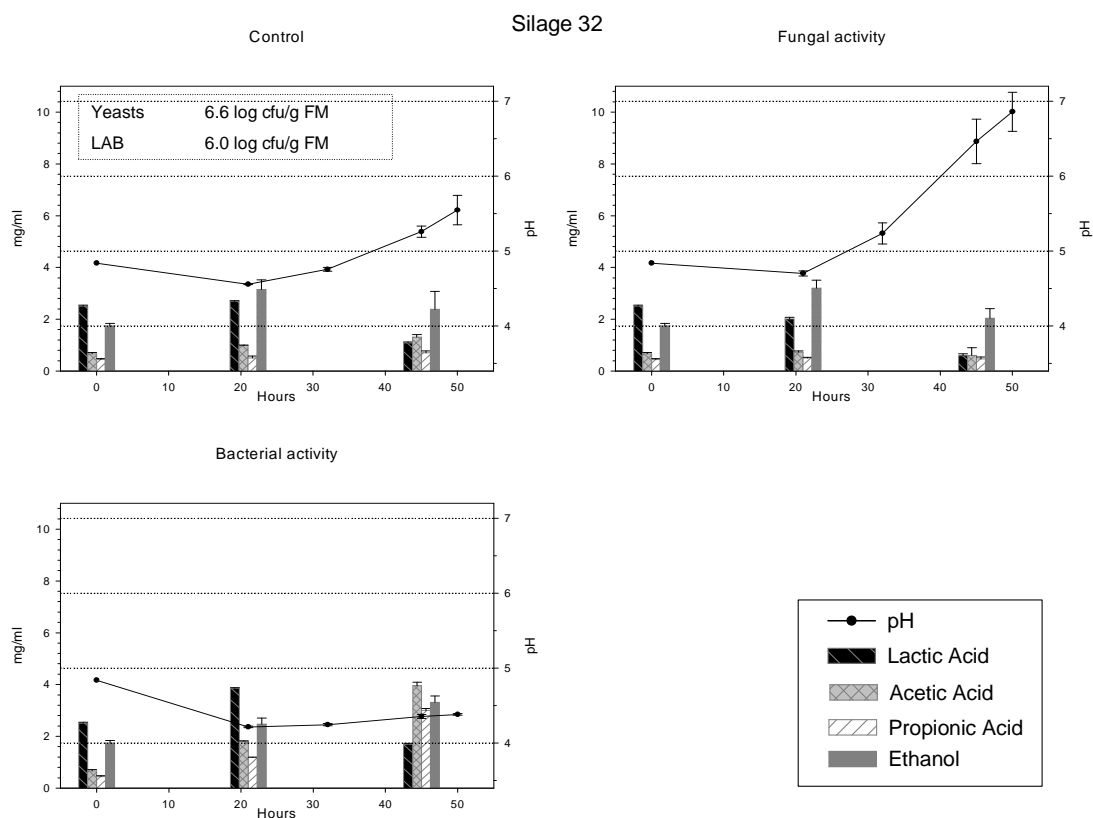 Silage 32
Control
Yeasts 6.6 log cfu/g FM
LAB 6.0 log cfu/g FM
mg/ml
10
8
6
4
2
0
pH
7
6
5
4
0 10 20 30 40 50
Hours
Fungal activity
mg/ml
10
8
6
4
2
0
pH
7
6
5
4
0 10 20 30 40 50
Hours
Bacterial activity
mg/ml
10
8
6
4
2
0
pH
7
6
5
4
0 10 20 30 40 50
Hours
pH
Lactic Acid
Acetic Acid
Propionic Acid
Ethanol